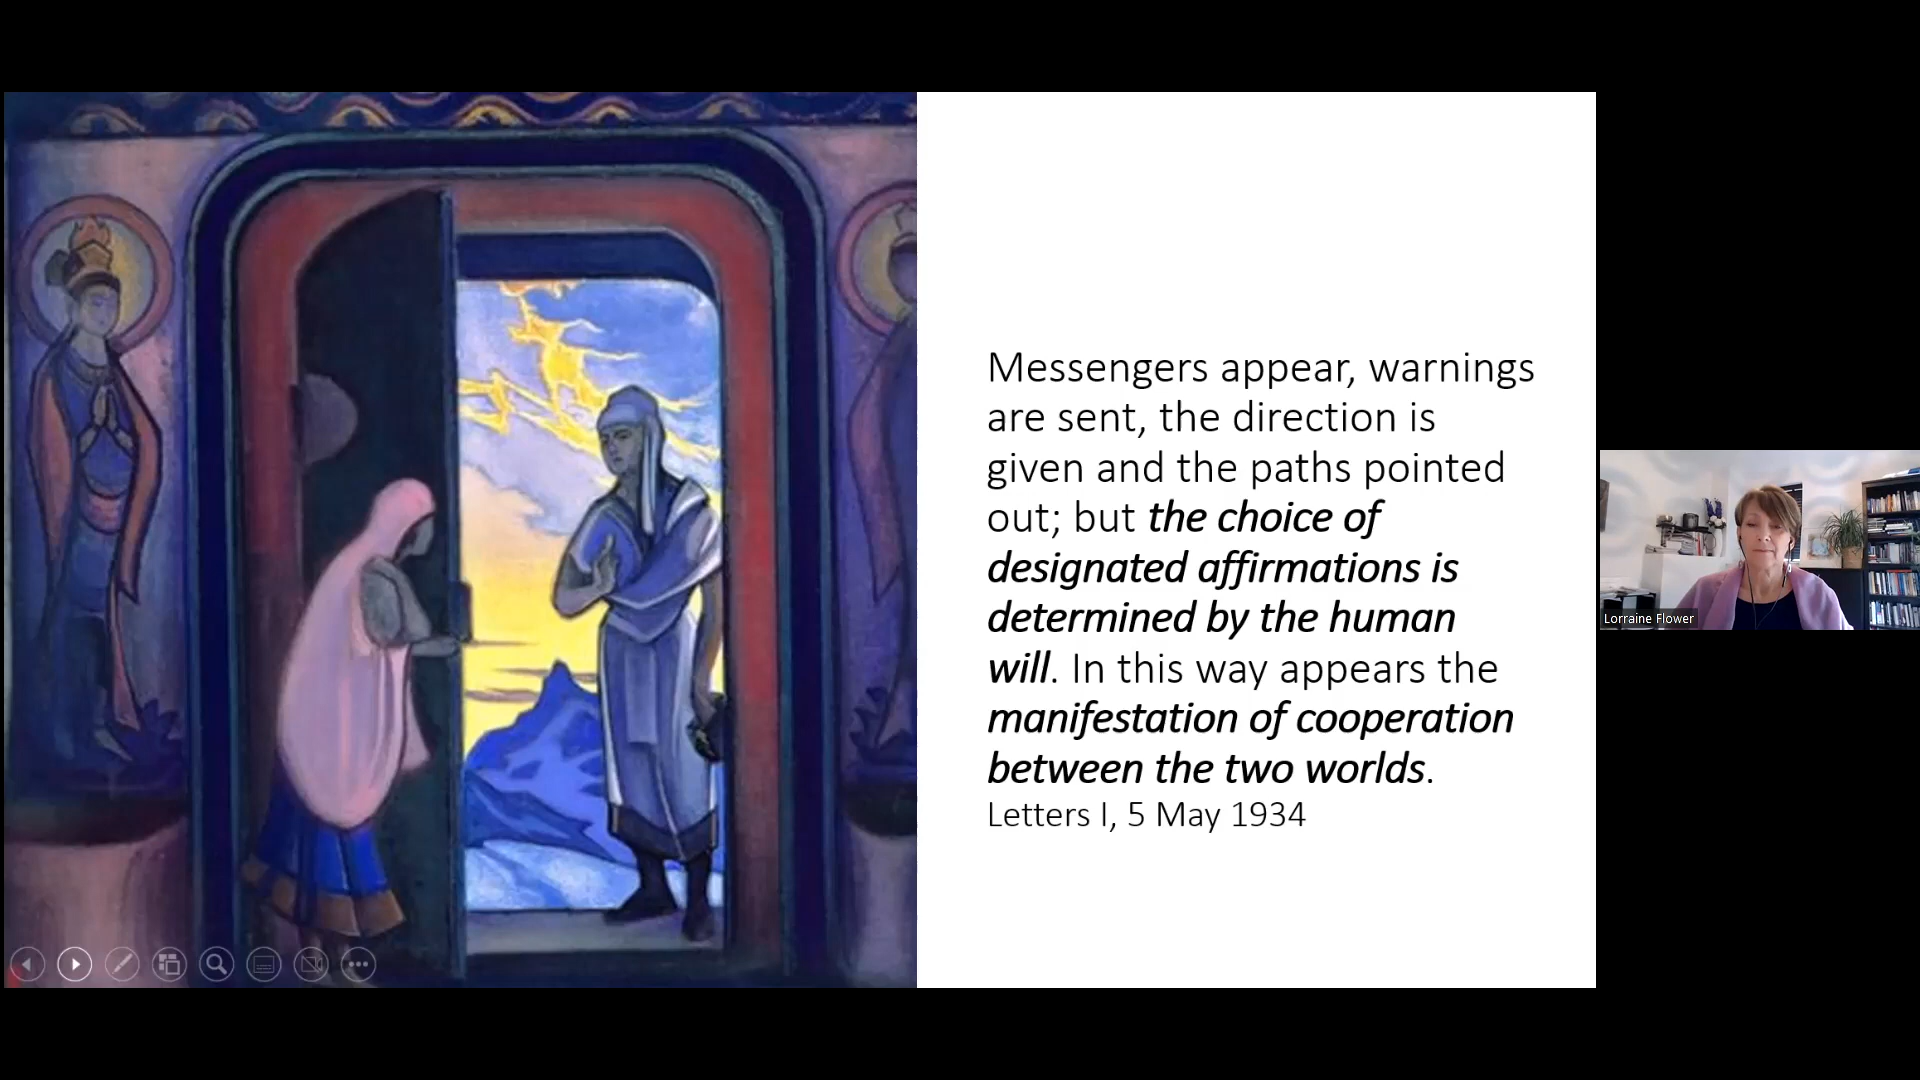 Messengers appear, warnings
are sent, the direction is
given and the paths pointed
out; but the choice of
designated affirmations is
determined by the human
will. In this way appears the
manifestation of cooperation
between the two worlds.
Letters I, 5 May 1934
Lorraine Flower